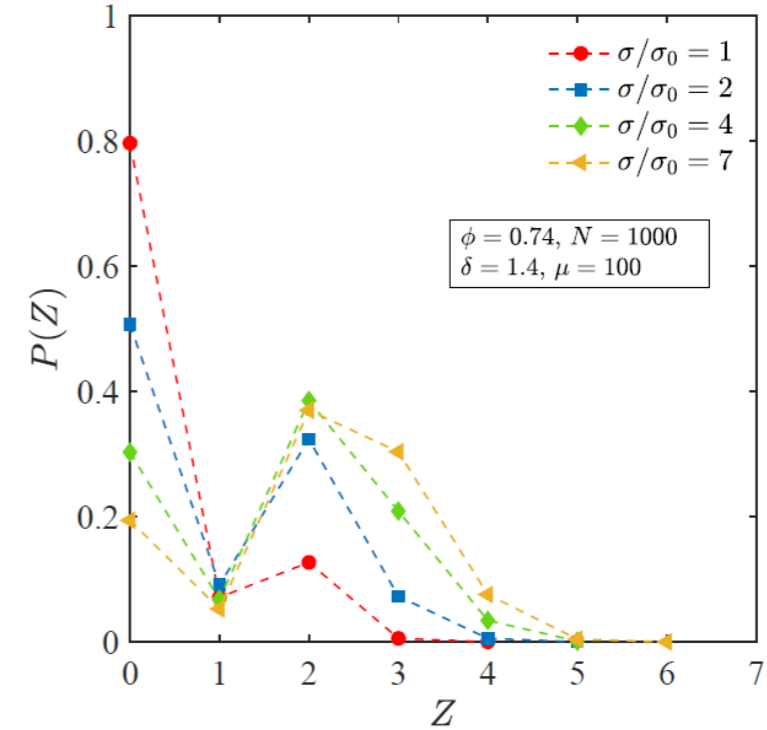 1
0.8
0.6
0.4
0.2
0
P(Z)
0 1 2 3 4 5 6 7
Z
σ/σ₀ = 1
σ/σ₀ = 2
σ/σ₀ = 4
σ/σ₀ = 7
ϕ = 0.74, N = 1000
δ = 1.4, μ = 100